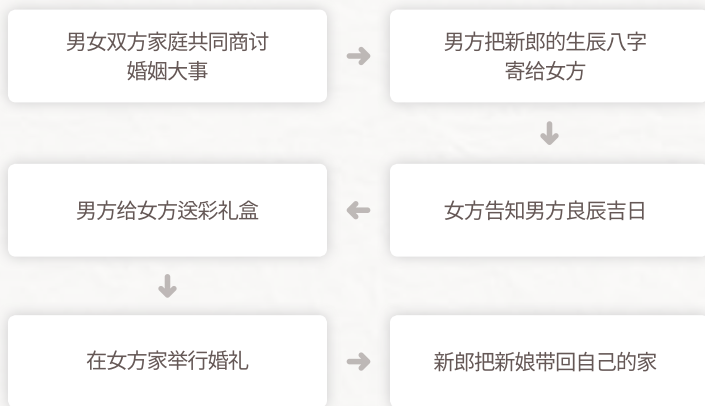 男女双方家庭共同商讨
婚姻大事
男方把新郎的生辰八字
寄给女方
女方告知男方良辰吉日
男方给女方送彩礼盒
在女方家举行婚礼
新郎把新娘带回自己的家